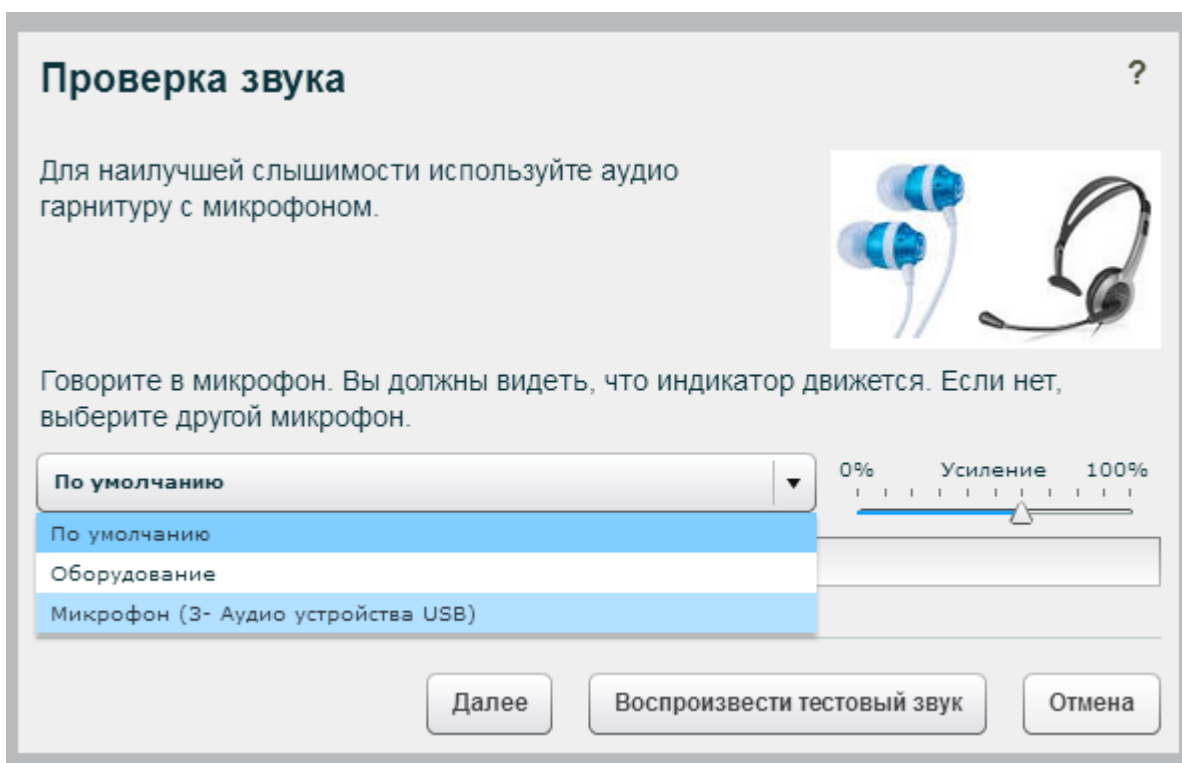 Проверка звука
?
Для наилучшей слышимости используйте аудио
гарнитуру с микрофоном.
Говорите в микрофон. Вы должны видеть, что индикатор движется. Если нет,
выберите другой микрофон.
По умолчанию
0% Усиление 100%
По умолчанию
Оборудование
Микрофон (3- Аудио устройства USB)
Далее
Воспроизвести тестовый звук
Отмена